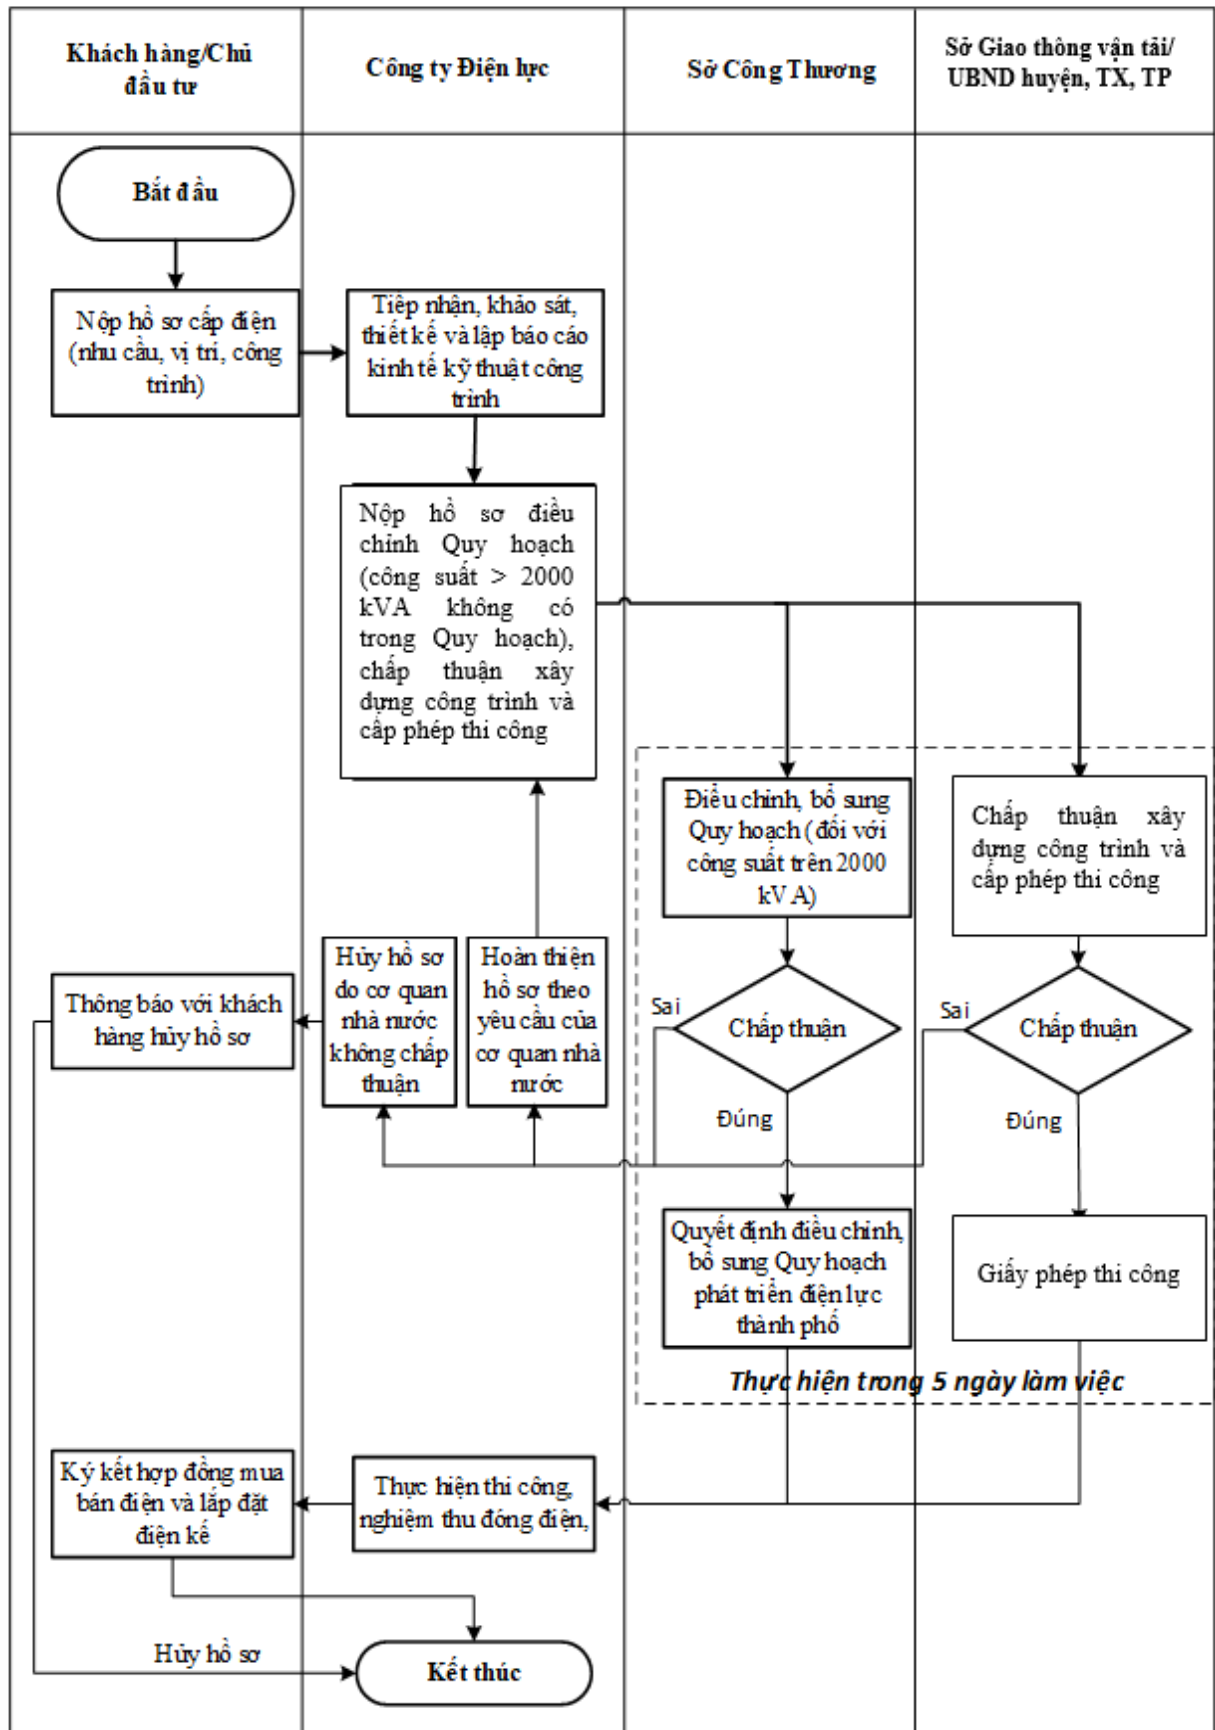 Khách hàng/Chủ
đầu tư
Công ty Điện lực
Sở Công Thương
Sở Giao thông vận tải/
UBND huyện, TX, TP
Bắt đầu
Nộp hồ sơ cấp điện
(nhu cầu, vị trí, công
trình)
Tiếp nhận, khảo sát,
thiết kế và lập báo cáo
kinh tế kỹ thuật công
trình
Nộp hồ sơ điều
chỉnh Quy hoạch
(công suất > 2000
kVA không có
trong Quy hoạch),
chấp thuận xây
dựng công trình và
cấp phép thi công
Điều chỉnh, bổ sung
Quy hoạch (đối với
công suất trên 2000
kVA)
Chấp thuận xây
dựng công trình và
cấp phép thi công
Thông báo với khách
hàng hủy hồ sơ
Hủy hồ sơ
do cơ quan
nhà nước
không chấp
thuận
Hoàn thiện
hồ sơ theo
yêu cầu của
cơ quan nhà
nước
Sai
Chấp thuận
Đúng
Sai
Chấp thuận
Đúng
Quyết định điều chỉnh,
bổ sung Quy hoạch
phát triển điện lực
thành phố
Giấy phép thi công
Thực hiện trong 5 ngày làm việc
Ký kết hợp đồng mua
bán điện và lắp đặt
điện kế
Thực hiện thi công,
nghiệm thu đóng điện,
Hủy hồ sơ
Kết thúc